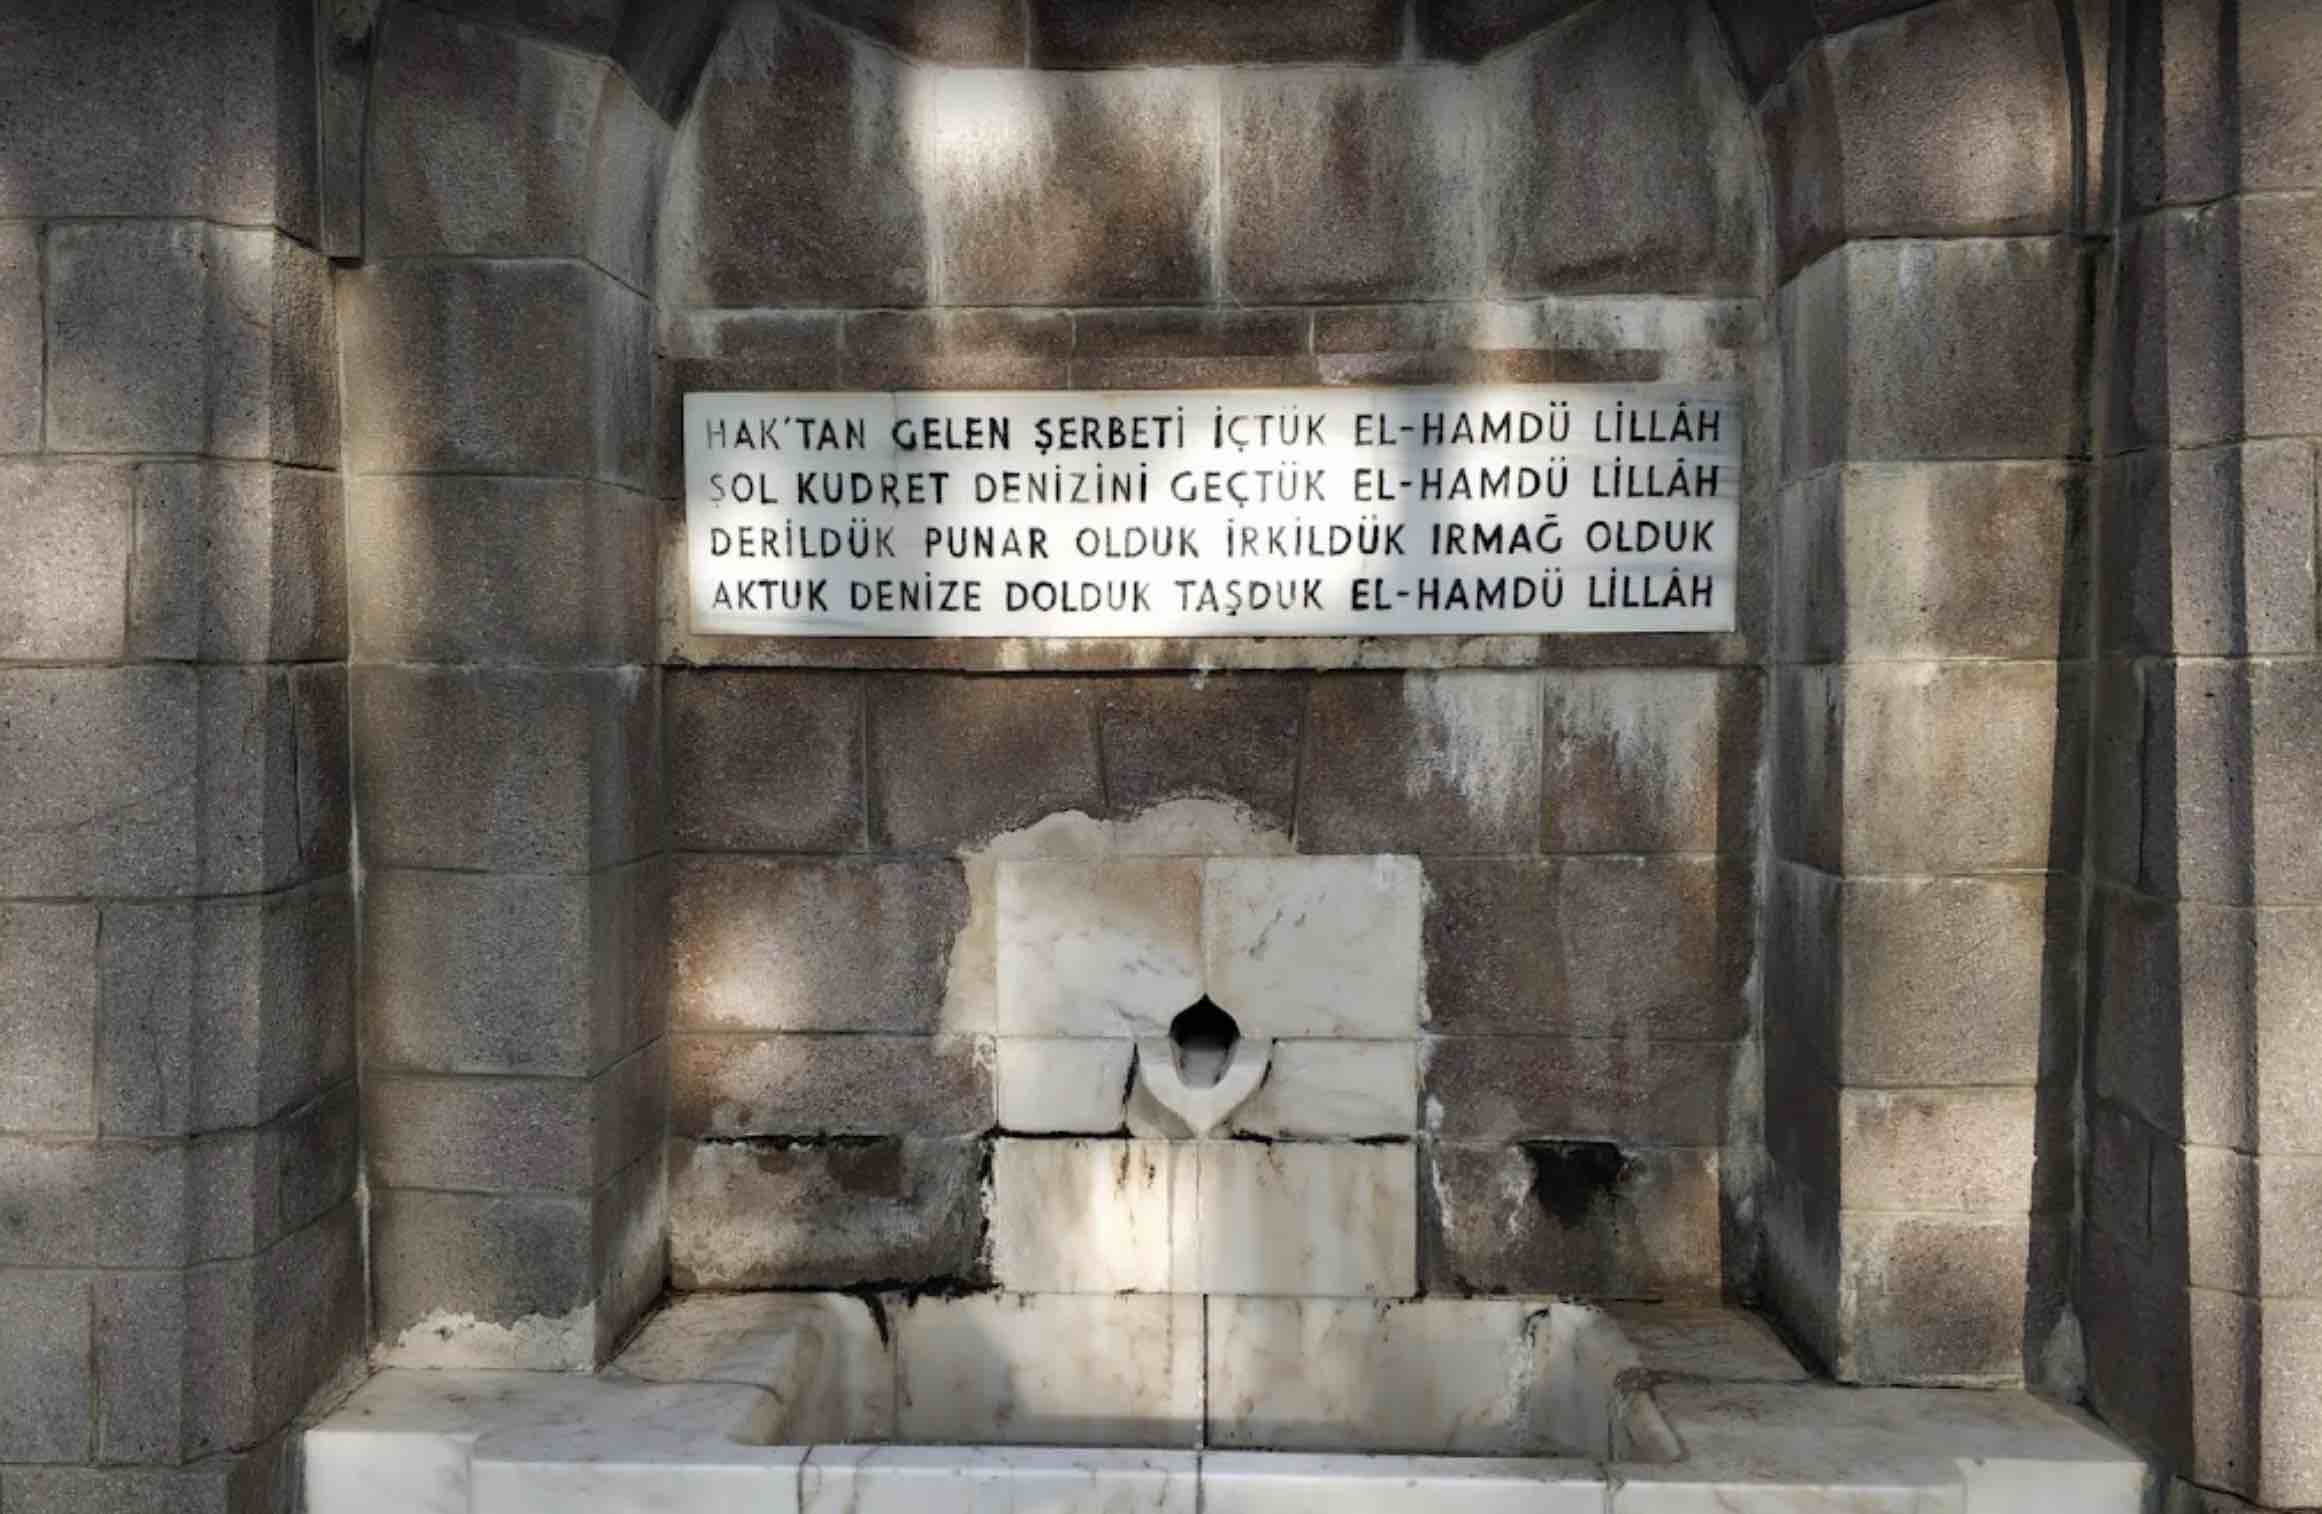 HAK'TAN GELEN ŞERBETİ İÇTÜK EL-HAMDÜ LİLLÂH
ŞOL KUDRET DENİZİNİ GEÇTÜK EL-HAMDÜ LİLLÂH
DERİLDÜK PUNAR OLDUK İRKİLDÜK IRMAĞ OLDUK
AKTUK DENİZE DOLDUK TAŞDUK EL-HAMDÜ LİLLÂH